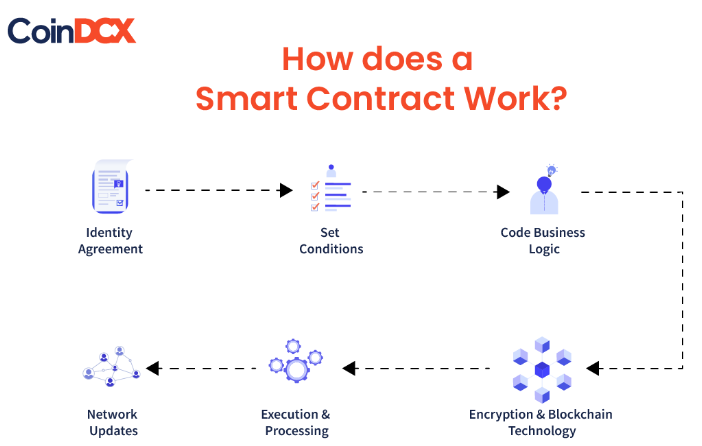 CoinDCX
How does a
Smart Contract Work?
Identity
Agreement
Set
Conditions
Code Business
Logic
Network
Updates
Execution &
Processing
Encryption & Blockchain
Technology